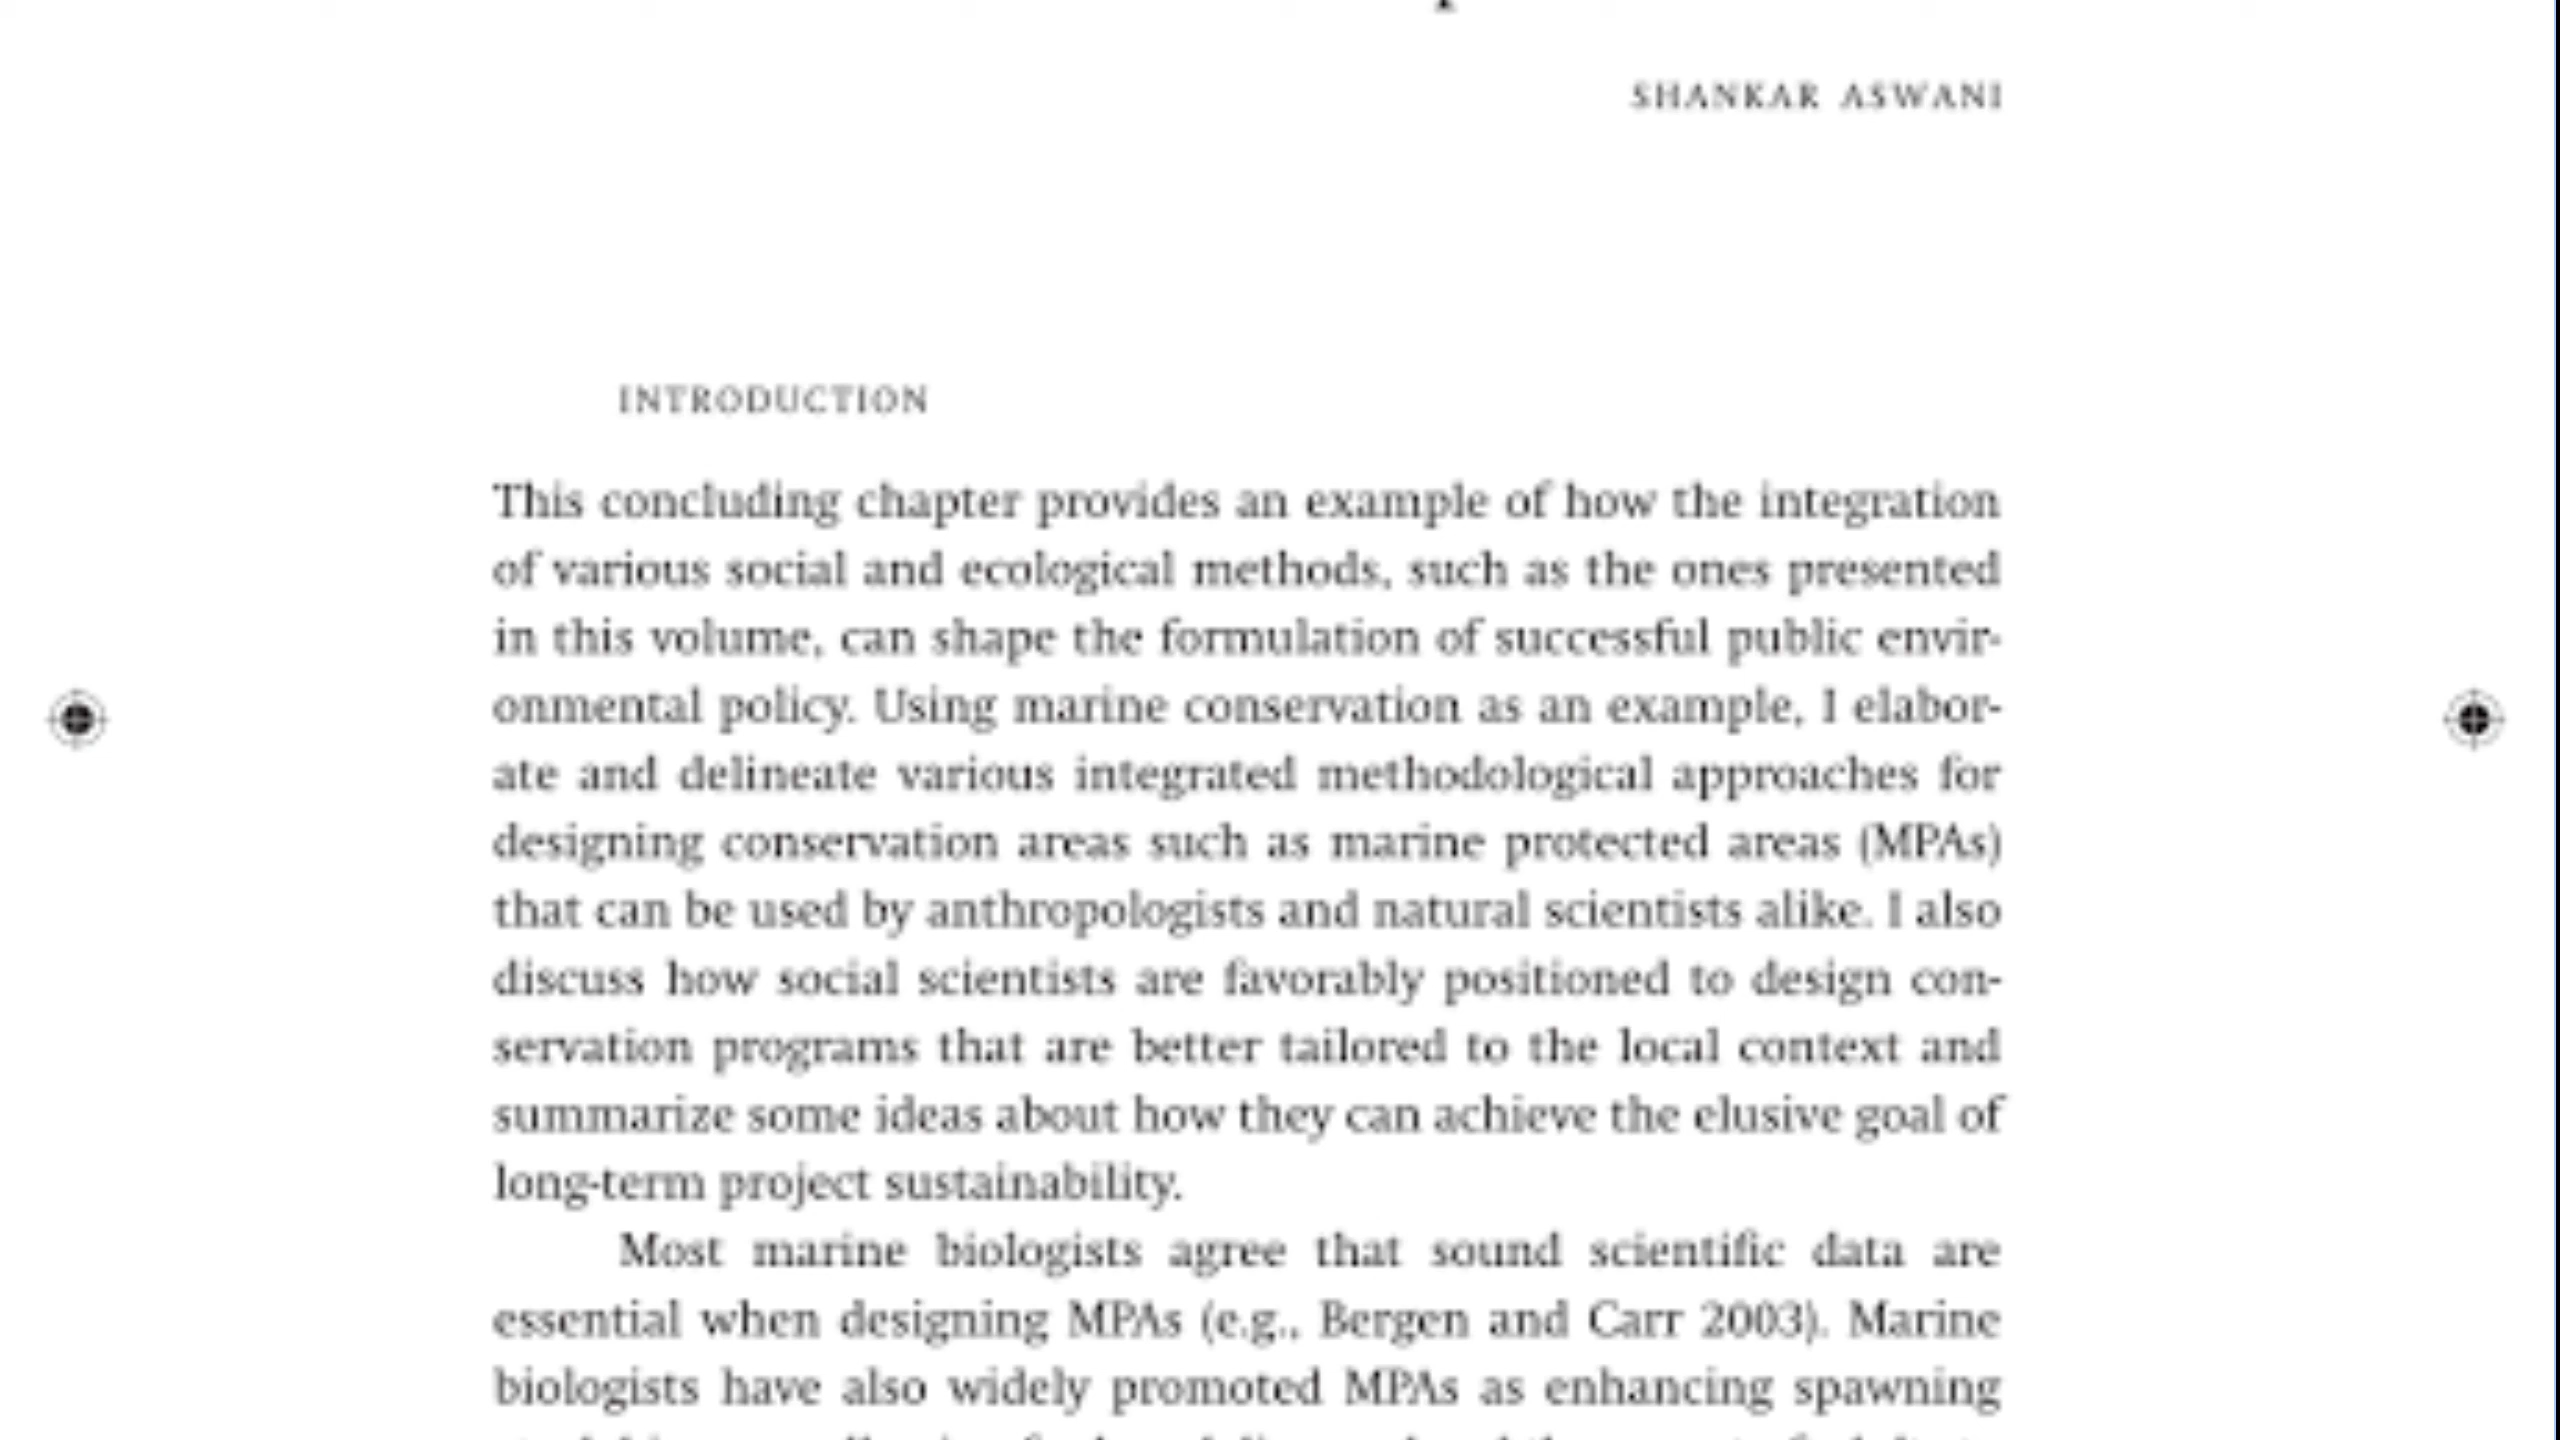 SHANKAR ASWANI
INTRODUCTION
This concluding chapter provides an example of how the integration
of various social and ecological methods, such as the ones presented
in this volume, can shape the formulation of successful public envir-
onmental policy. Using marine conservation as an example, I elabor-
ate and delineate various integrated methodological approaches for
designing conservation areas such as marine protected areas (MPAs)
that can be used by anthropologists and natural scientists alike. I also
discuss how social scientists are favorably positioned to design con-
servation programs that are better tailored to the local context and
summarize some ideas about how they can achieve the elusive goal of
long-term project sustainability.
Most marine biologists agree that sound scientific data are
essential when designing MPAs (e.g., Bergen and Carr 2003). Marine
biologists have also widely promoted MPAs as enhancing spawning